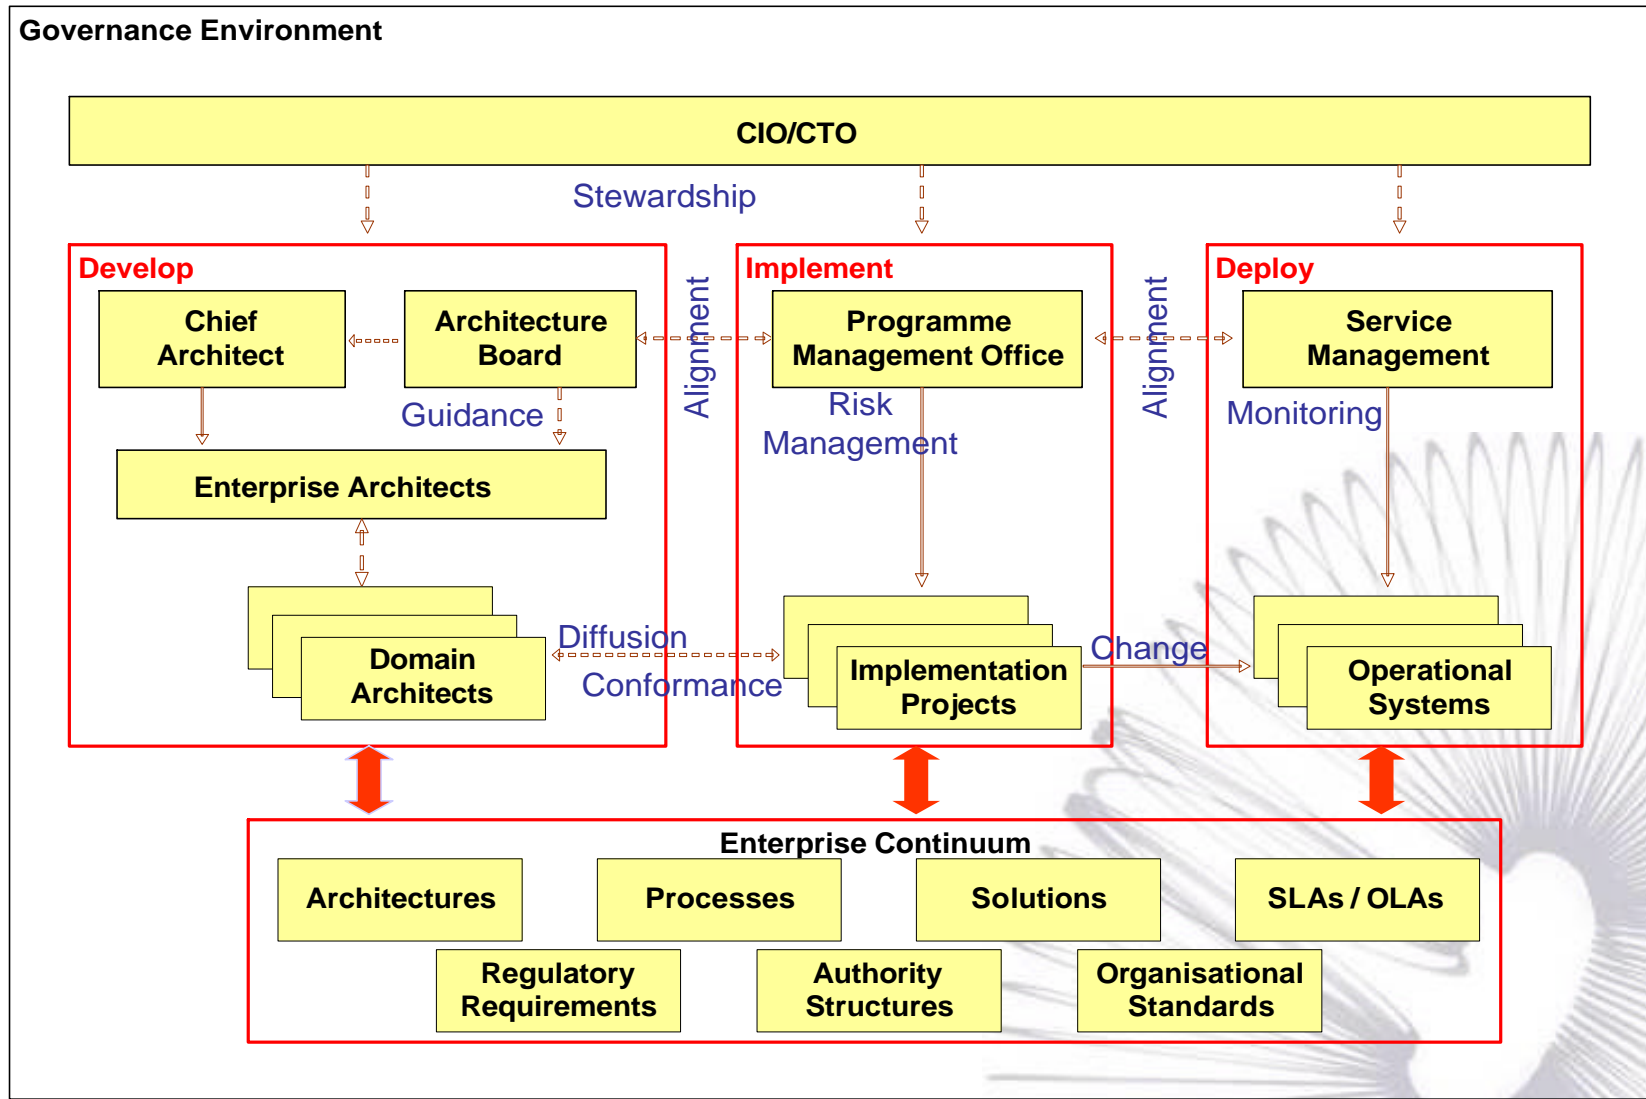 Governance Environment
CIO/CTO
Stewardship
Develop
Chief
Architect
Architecture
Board
Guidance
Enterprise Architects
Domain
Architects
Alignment
Diffusion
Conformance
Implement
Programme
Management Office
Risk
Management
Implementation
Projects
Alignment
Change
Deploy
Service
Management
Monitoring
Operational
Systems
Enterprise Continuum
Architectures
Processes
Solutions
SLAs / OLAs
Regulatory
Requirements
Authority
Structures
Organisational
Standards